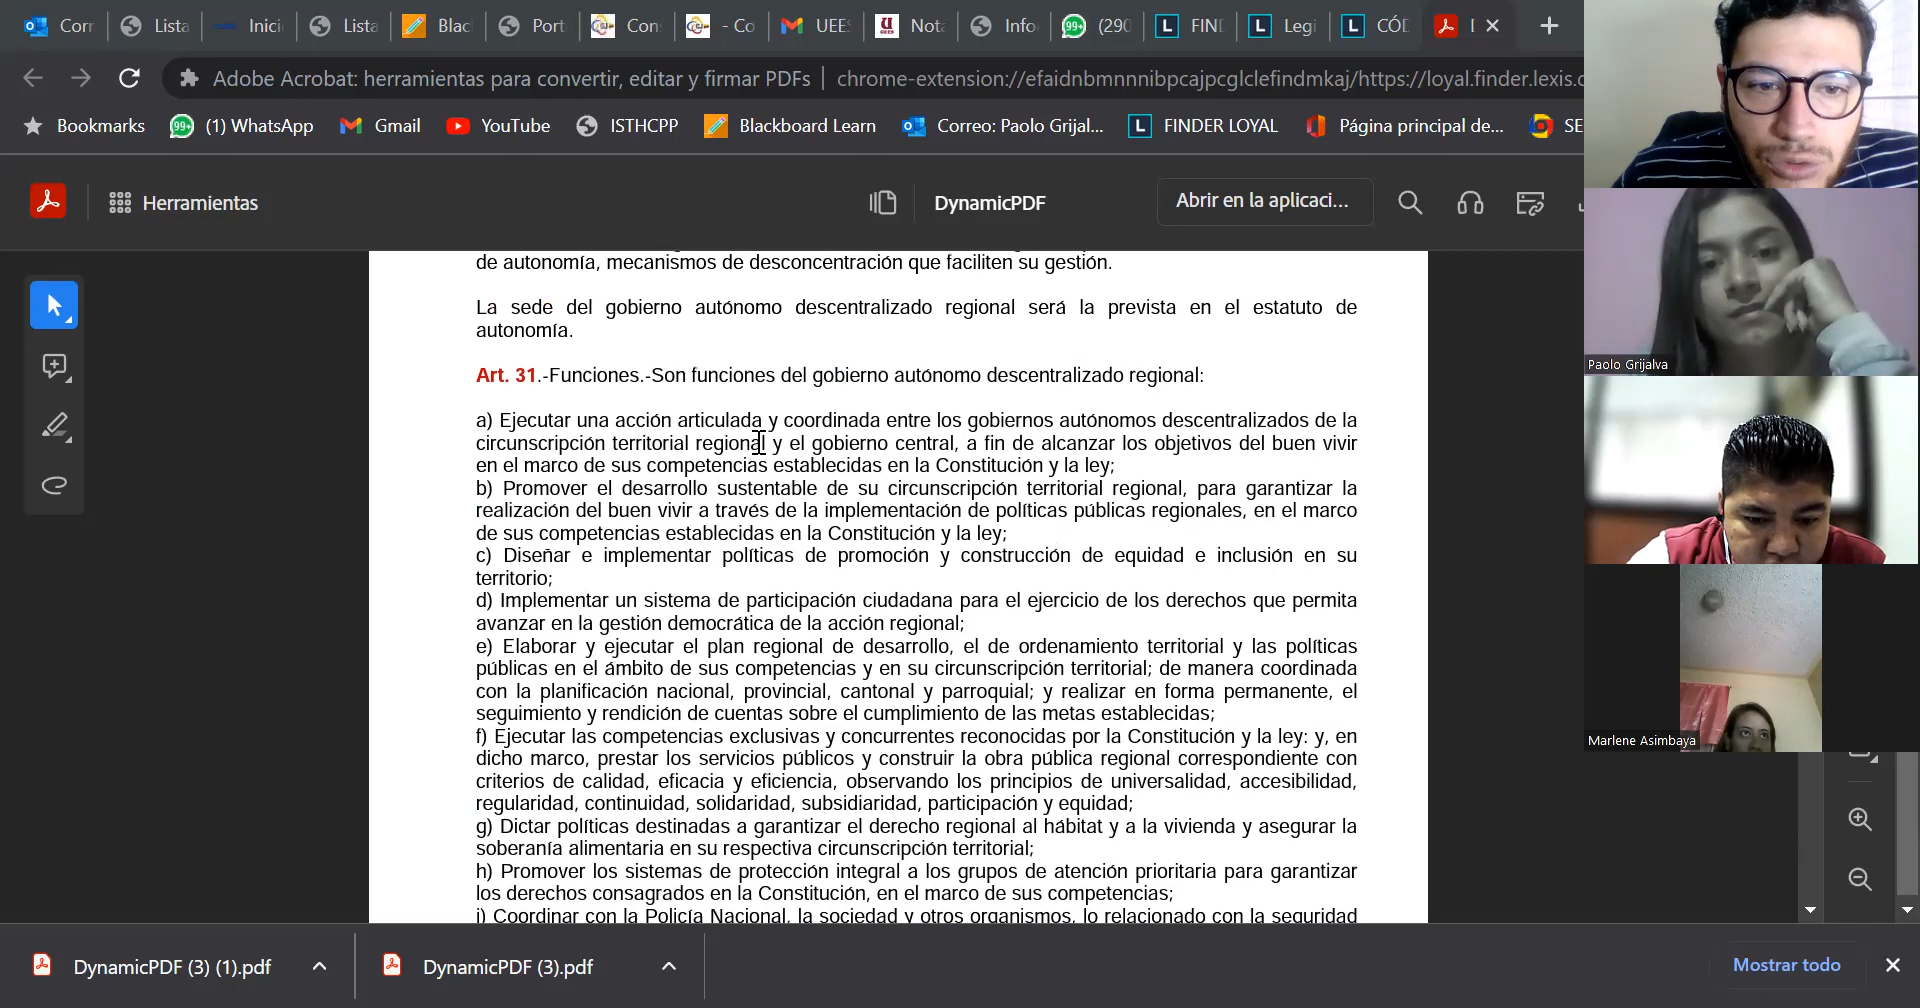 Corr
Lista
Inici
Lista
Blac
Port
Con
- Co
UEES
Nota
Info
(290
FIND
Legi
CÓD
Adobe Acrobat: herramientas para convertir, editar y firmar PDFs | chrome-extension://efaidnbmnnnibpcajpcglclefindmkaj/https://loyal.finder.lexis.c
Bookmarks
(1) WhatsApp
Gmail
YouTube
ISTHCPP
Blackboard Learn
Correo: Paolo Grijal...
FINDER LOYAL
Página principal de...
SE
Herramientas
DynamicPDF
Abrir en la aplicaci...
de autonomía, mecanismos de desconcentración que faciliten su gestión.
La sede del gobierno autónomo descentralizado regional será la prevista en el estatuto de
autonomía.
Art. 31.-Funciones.-Son funciones del gobierno autónomo descentralizado regional:
a) Ejecutar una acción articulada y coordinada entre los gobiernos autónomos descentralizados de la
circunscripción territorial regional y el gobierno central, a fin de alcanzar los objetivos del buen vivir
en el marco de sus competencias establecidas en la Constitución y la ley;
b) Promover el desarrollo sustentable de su circunscripción territorial regional, para garantizar la
realización del buen vivir a través de la implementación de políticas públicas regionales, en el marco
de sus competencias establecidas en la Constitución y la ley;
c) Diseñar e implementar políticas de promoción y construcción de equidad e inclusión en su
territorio;
d) Implementar un sistema de participación ciudadana para el ejercicio de los derechos que permita
avanzar en la gestión democrática de la acción regional;
e) Elaborar y ejecutar el plan regional de desarrollo, el de ordenamiento territorial y las políticas
públicas en el ámbito de sus competencias y en su circunscripción territorial; de manera coordinada
con la planificación nacional, provincial, cantonal y parroquial; y realizar en forma permanente, el
seguimiento y rendición de cuentas sobre el cumplimiento de las metas establecidas;
f) Ejecutar las competencias exclusivas y concurrentes reconocidas por la Constitución y la ley: y, en
dicho marco, prestar los servicios públicos y construir la obra pública regional correspondiente con
criterios de calidad, eficacia y eficiencia, observando los principios de universalidad, accesibilidad,
regularidad, continuidad, solidaridad, subsidiaridad, participación y equidad;
g) Dictar políticas destinadas a garantizar el derecho regional al hábitat y a la vivienda y asegurar la
soberanía alimentaria en su respectiva circunscripción territorial;
h) Promover los sistemas de protección integral a los grupos de atención prioritaria para garantizar
los derechos consagrados en la Constitución, en el marco de sus competencias;
i) Coordinar con la Policía Nacional, la sociedad y otros organismos, lo relacionado con la seguridad
Paolo Grijalva
Marlene Asimbaya
DynamicPDF (3) (1).pdf
DynamicPDF (3).pdf
Mostrar todo